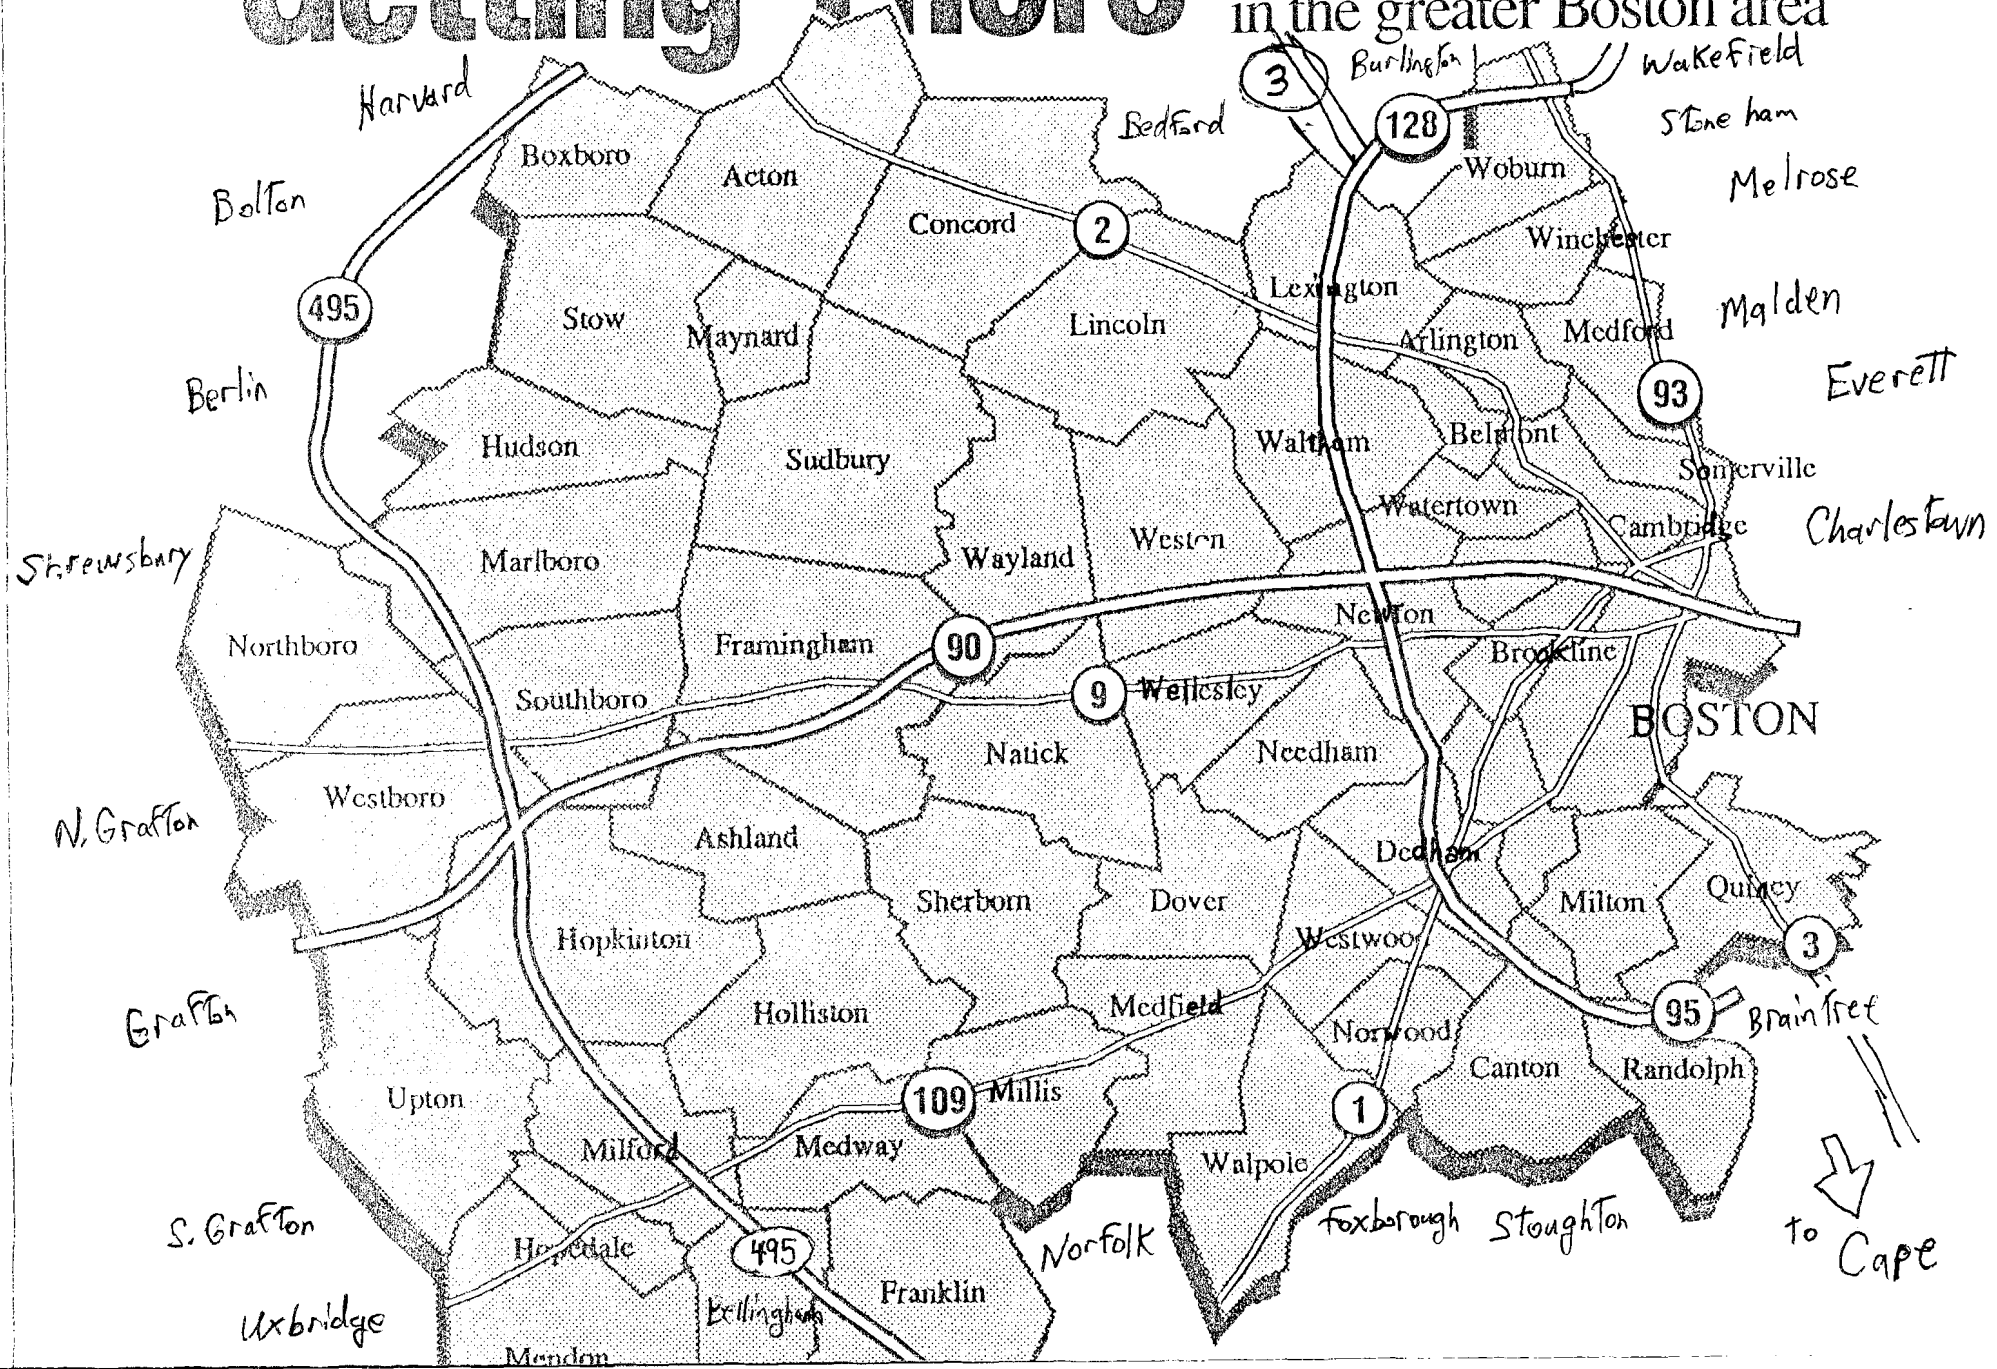 Getting More
in the greater Boston area
Harvard
3
Burlington
Wakefield
128
Bedford
Stoneham
Boxboro
Acton
Woburn
Melrose
Bolton
Concord
2
Winchester
495
Lexington
Malden
Stow
Maynard
Lincoln
Arlington
Medford
Berlin
93
Everett
Hudson
Sudbury
Waltham
Belmont
Somerville
Watertown
Cambridge
Charlestown
Shrewsbury
Marlboro
Wayland
Weston
Northboro
Framingham
90
Newton
Brookline
Southboro
9
Wellesley
BOSTON
Natick
Needham
Westboro
N. Grafton
Ashland
Dedham
Sherborn
Dover
Milton
Quincy
Hopkinton
Westwood
3
Grafton
Holliston
Medfield
Norwood
95
Braintree
Upton
109
Millis
Canton
Randolph
1
Milford
Medway
Walpole
S. Grafton
Hopedale
495
Norfolk
Foxborough
Stoughton
to
Cape
Uxbridge
Bellingham
Franklin
Mendon